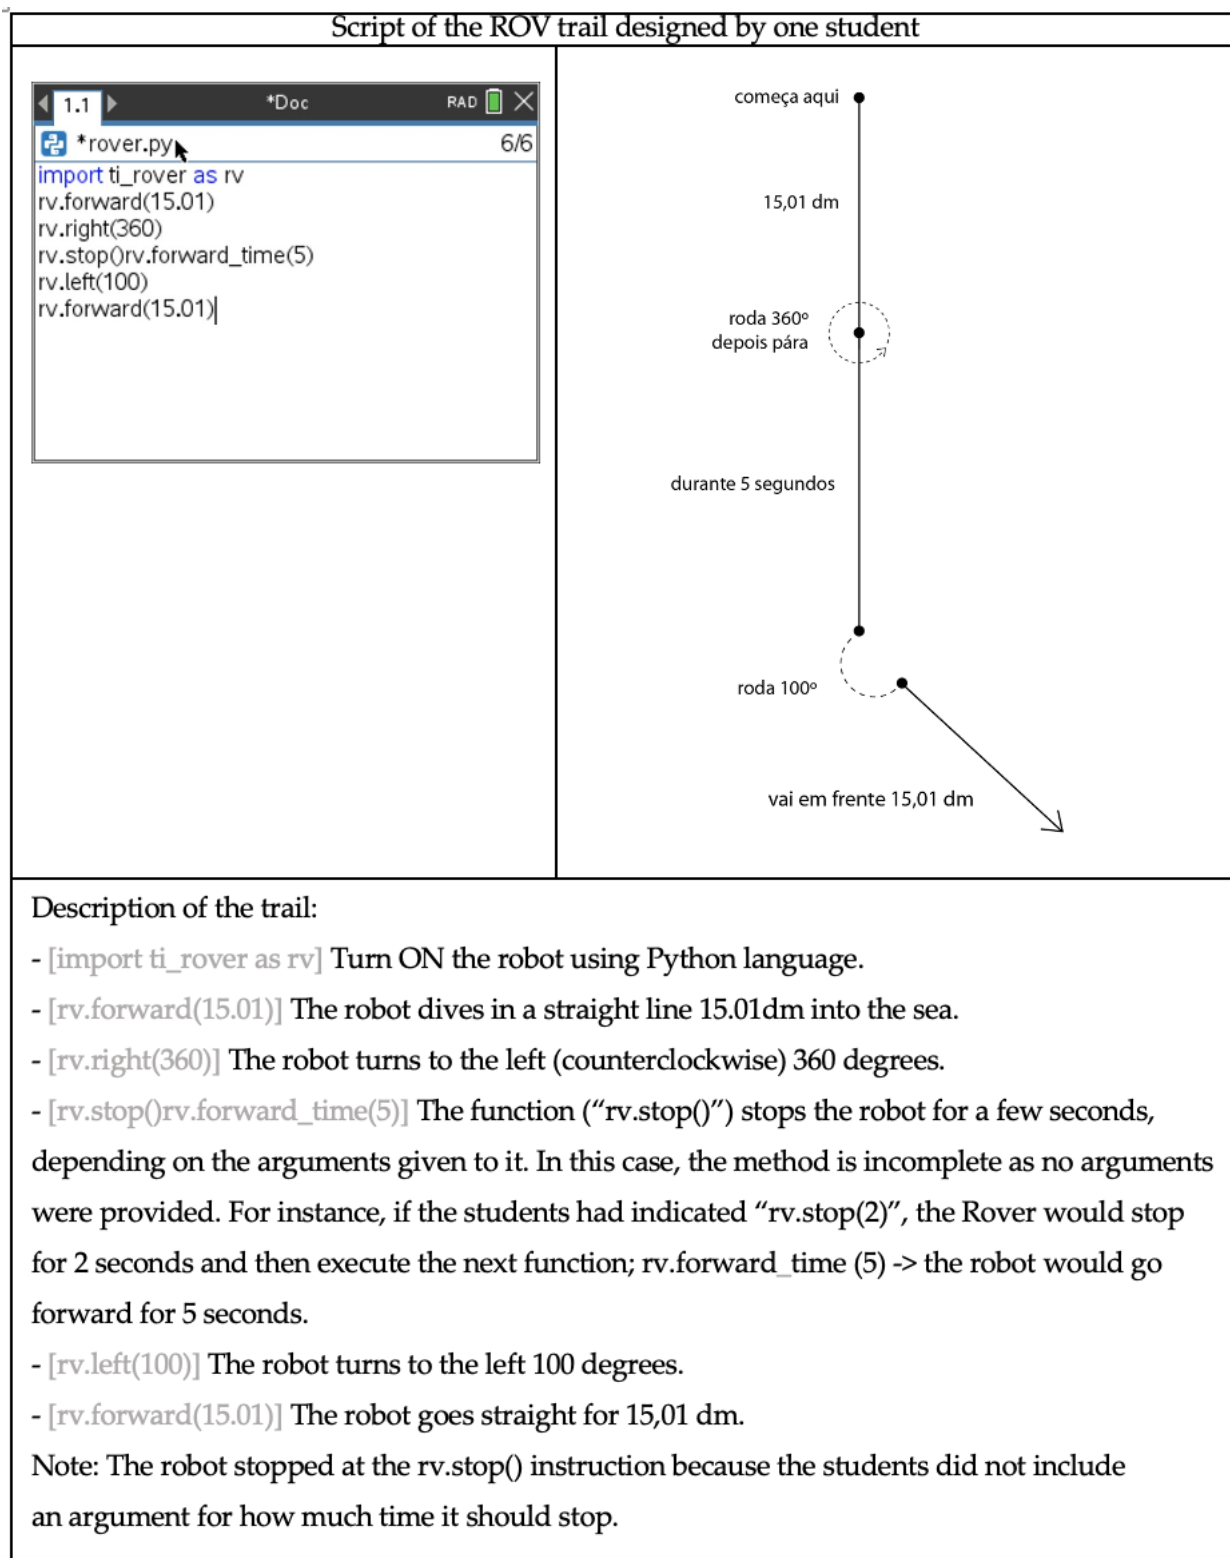 Script of the ROV trail designed by one student
1.1
*Doc
RAD
*rover.py
6/6
import ti_rover as rv
rv.forward(15.01)
rv.right(360)
rv.stop()rv.forward_time(5)
rv.left(100)
rv.forward(15.01)
começa aqui
15,01 dm
roda 360º
depois pára
durante 5 segundos
roda 100º
vai em frente 15,01 dm
Description of the trail:
- [import ti_rover as rv] Turn ON the robot using Python language.
- [rv.forward(15.01)] The robot dives in a straight line 15.01dm into the sea.
- [rv.right(360)] The robot turns to the left (counterclockwise) 360 degrees.
- [rv.stop()rv.forward_time(5)] The function (“rv.stop()”) stops the robot for a few seconds,
depending on the arguments given to it. In this case, the method is incomplete as no arguments
were provided. For instance, if the students had indicated “rv.stop(2)”, the Rover would stop
for 2 seconds and then execute the next function; rv.forward_time (5) -> the robot would go
forward for 5 seconds.
- [rv.left(100)] The robot turns to the left 100 degrees.
- [rv.forward(15.01)] The robot goes straight for 15,01 dm.
Note: The robot stopped at the rv.stop() instruction because the students did not include
an argument for how much time it should stop.